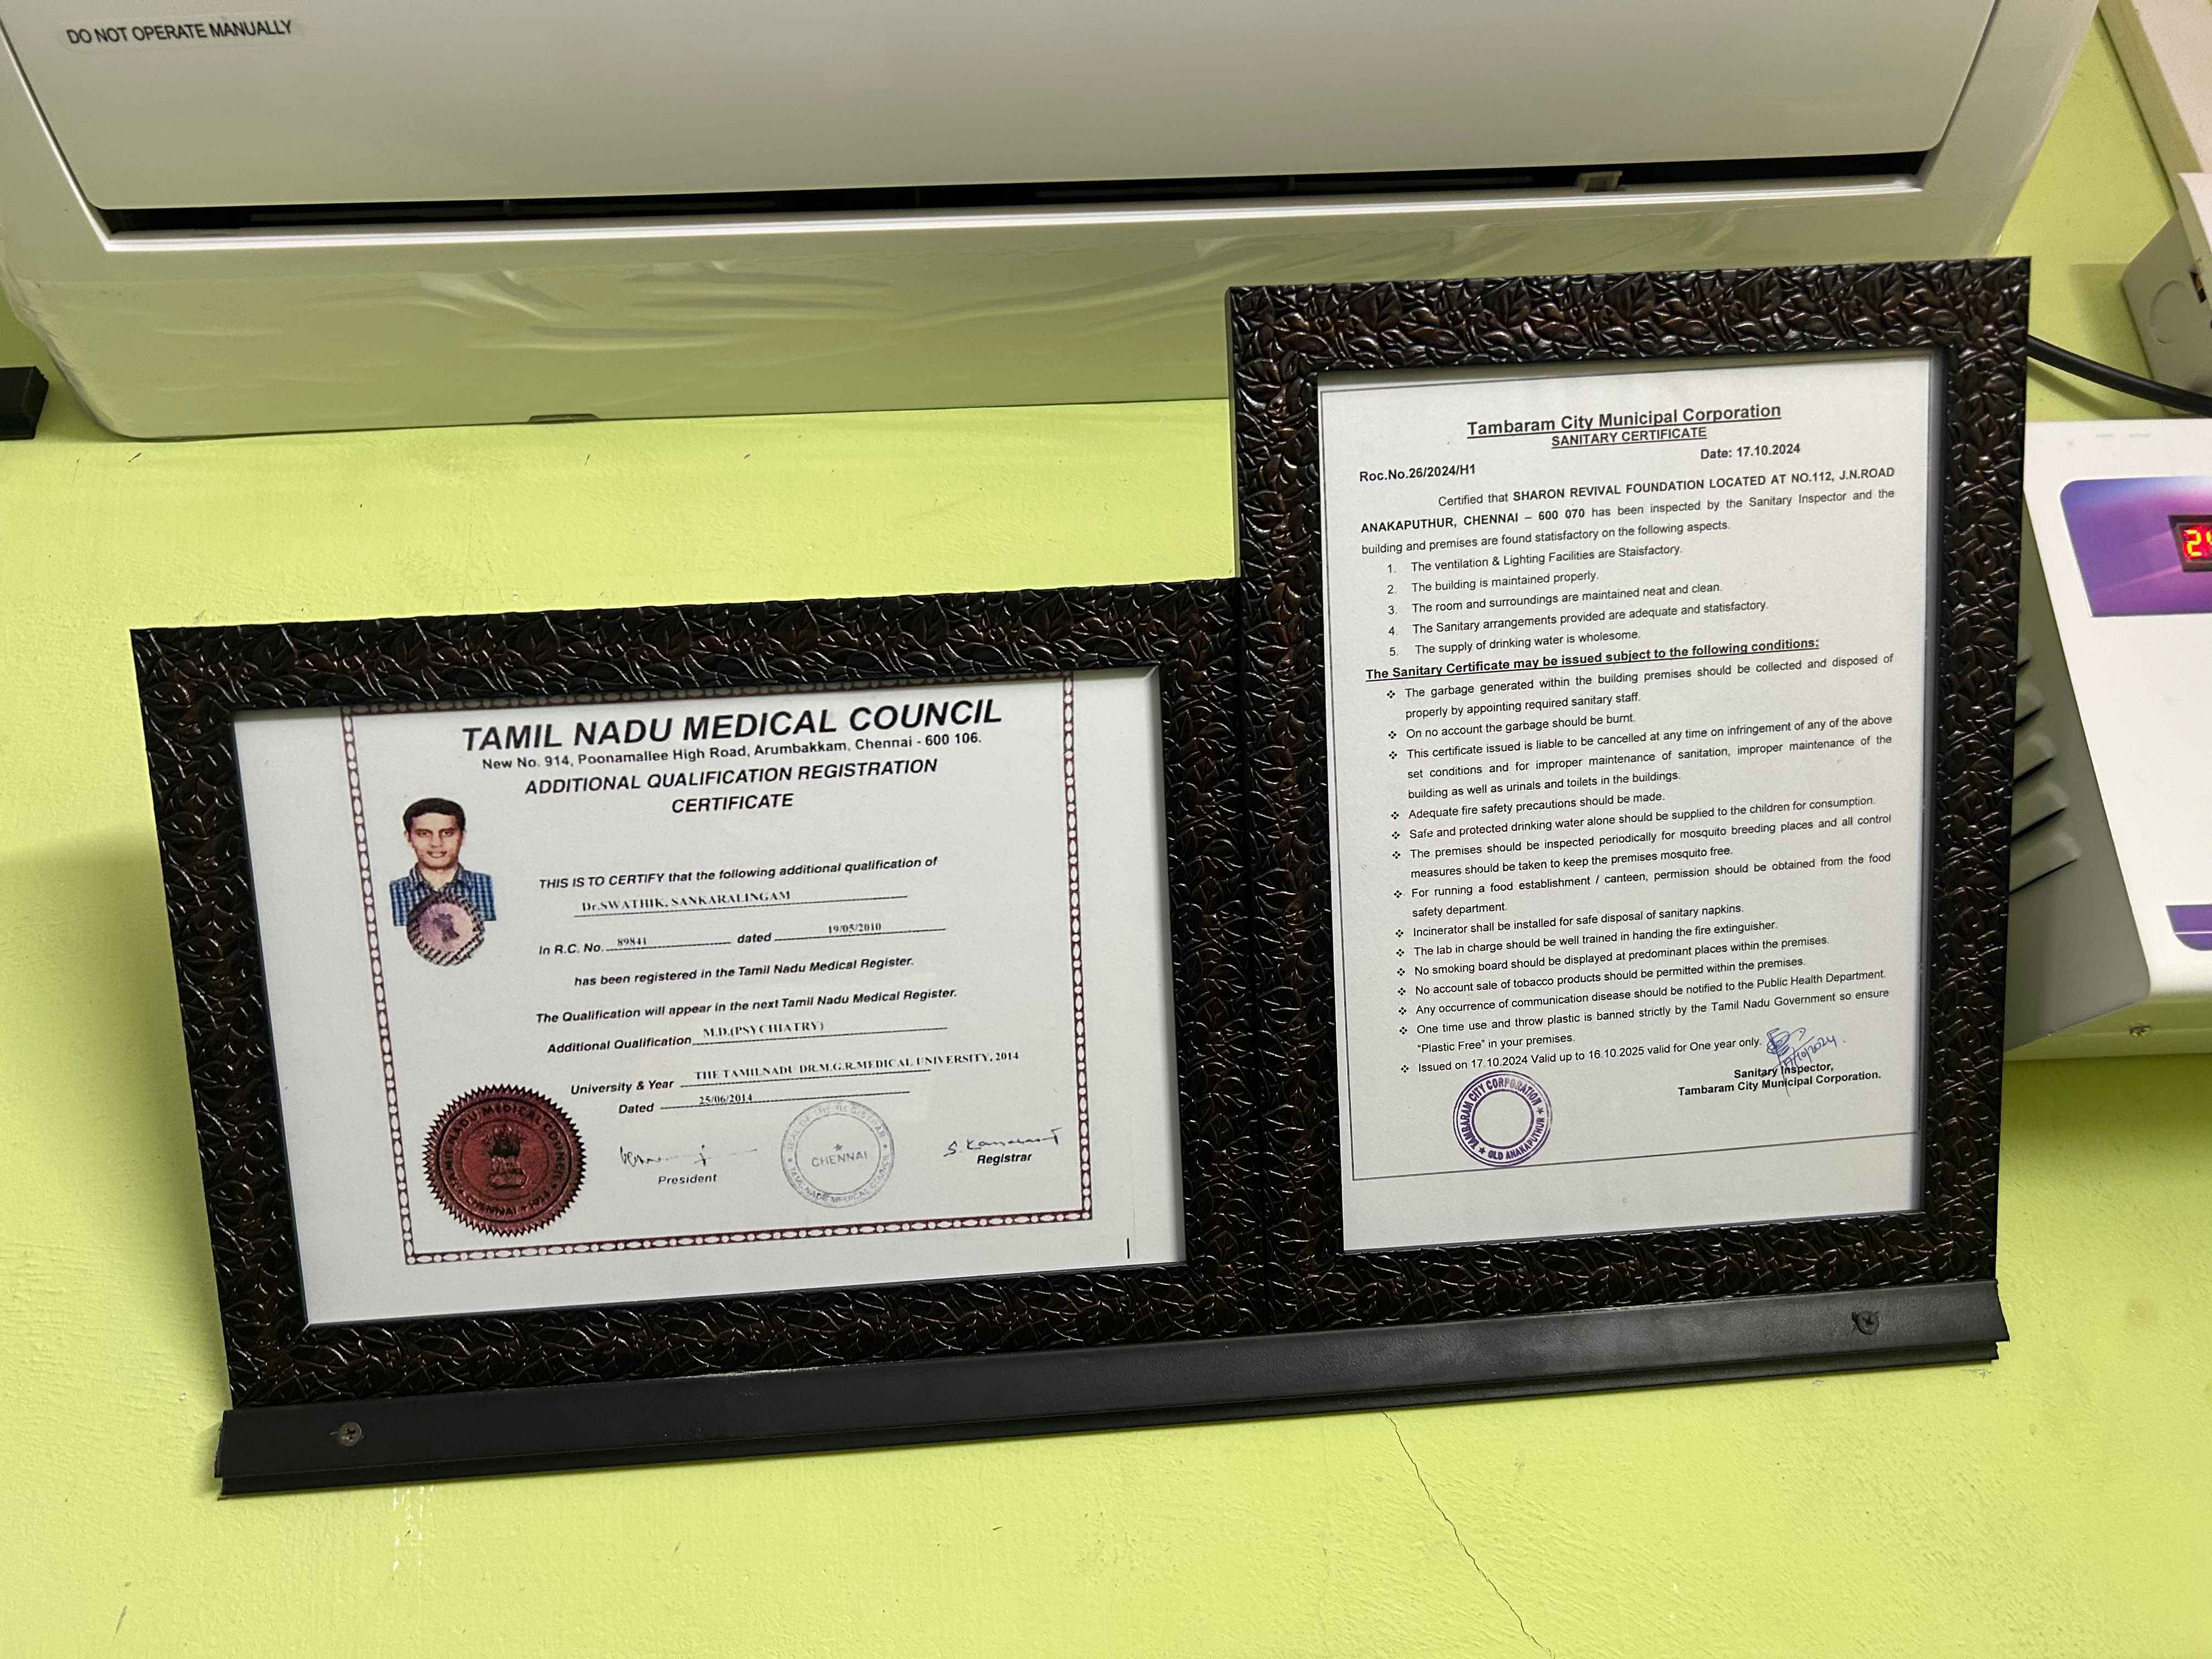 DO NOT OPERATE MANUALLY
TAMIL NADU MEDICAL COUNCIL
New No. 914, Poonamallee High Road, Arumbakkam, Chennai - 600 106.
ADDITIONAL QUALIFICATION REGISTRATION
CERTIFICATE
THIS IS TO CERTIFY that the following additional qualification of
Dr.SWATHIK, SANKARALINGAM
In R.C. No. 89841 dated 19/05/2010
has been registered in the Tamil Nadu Medical Register.
The Qualification will appear in the next Tamil Nadu Medical Register.
Additional Qualification M.D.(PSYCHIATRY)
University & Year THE TAMILNADU DR.M.G.R.MEDICAL UNIVERSITY, 2014
Dated 25/06/2014
TAMILNADU MEDICAL COUNCIL
CHENNAI
President
SEAL OF THE REGISTRAR
CHENNAI
TAMIL NADU MEDICAL COUNCIL
Registrar
Tambaram City Municipal Corporation
SANITARY CERTIFICATE
Date: 17.10.2024
Roc.No.26/2024/H1
Certified that SHARON REVIVAL FOUNDATION LOCATED AT NO.112, J.N.ROAD
ANAKAPUTHUR, CHENNAI – 600 070 has been inspected by the Sanitary Inspector and the
building and premises are found statisfactory on the following aspects.
1. The ventilation & Lighting Facilities are Staisfactory.
2. The building is maintained properly.
3. The room and surroundings are maintained neat and clean.
4. The Sanitary arrangements provided are adequate and statisfactory.
5. The supply of drinking water is wholesome.
The Sanitary Certificate may be issued subject to the following conditions:
❖ The garbage generated within the building premises should be collected and disposed of
properly by appointing required sanitary staff.
❖ On no account the garbage should be burnt.
❖ This certificate issued is liable to be cancelled at any time on infringement of any of the above
set conditions and for improper maintenance of sanitation, improper maintenance of the
building as well as urinals and toilets in the buildings.
❖ Adequate fire safety precautions should be made.
❖ Safe and protected drinking water alone should be supplied to the children for consumption.
❖ The premises should be inspected periodically for mosquito breeding places and all control
measures should be taken to keep the premises mosquito free.
❖ For running a food establishment / canteen, permission should be obtained from the food
safety department.
❖ Incinerator shall be installed for safe disposal of sanitary napkins.
❖ The lab in charge should be well trained in handing the fire extinguisher.
❖ No smoking board should be displayed at predominant places within the premises.
❖ No account sale of tobacco products should be permitted within the premises.
❖ Any occurrence of communication disease should be notified to the Public Health Department.
❖ One time use and throw plastic is banned strictly by the Tamil Nadu Government so ensure
"Plastic Free" in your premises.
❖ Issued on 17.10.2024 Valid up to 16.10.2025 valid for One year only.
17/10/2024
Sanitary Inspector,
Tambaram City Municipal Corporation.
TAMBARAM CITY CORPORATION
OLD ANAKAPUTHUR